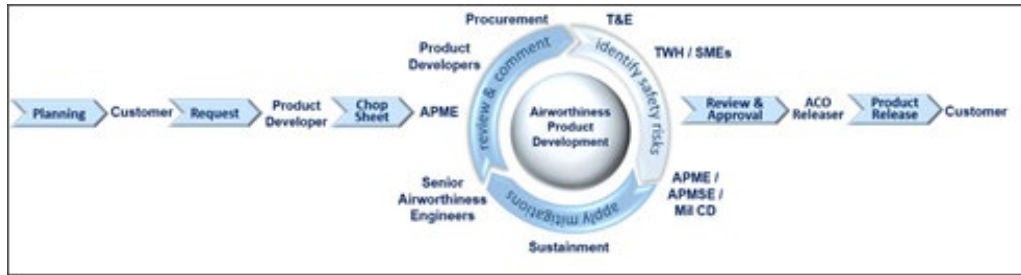 Procurement
T&E
Product
Developers
review & comment
identify safety risks
TWH / SMEs
Planning
Customer
Request
Product
Developer
Chop
Sheet
APME
Airworthiness
Product
Development
Review &
Approval
ACO
Releaser
Product
Release
Customer
Senior
Airworthiness
Engineers
apply mitigations
APME /
APMSE /
Mil CD
Sustainment